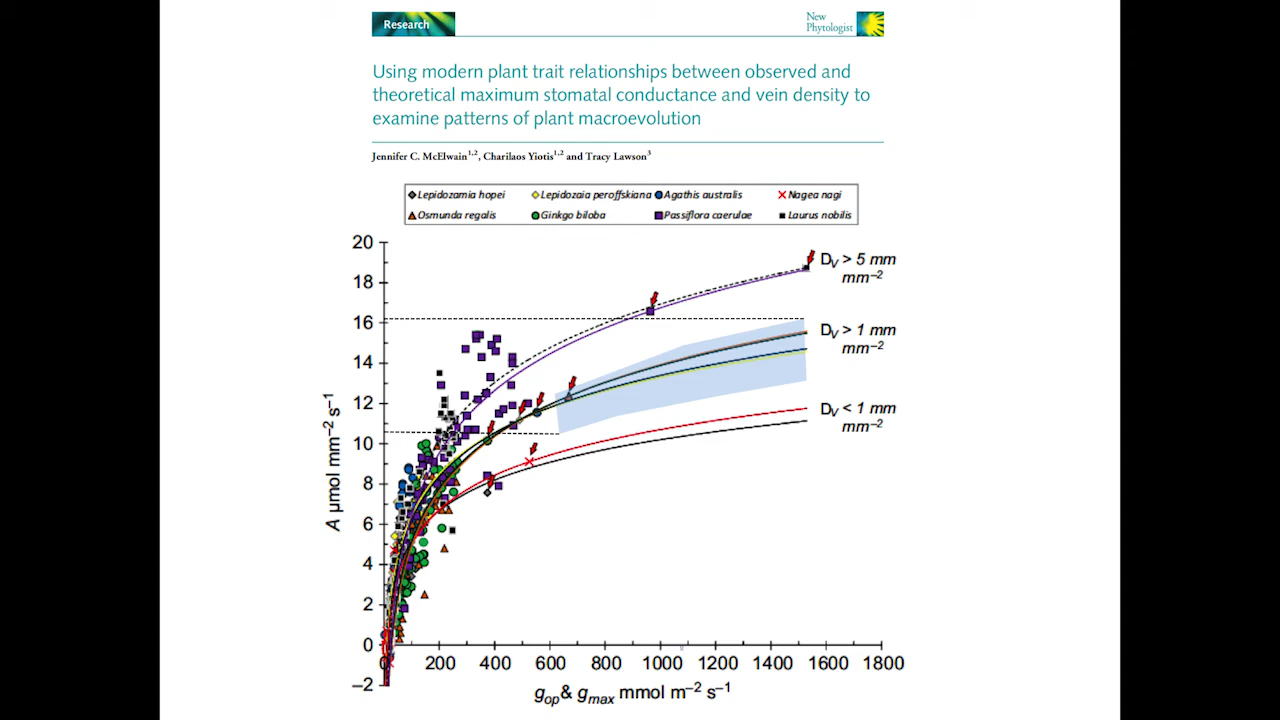 Research
New
Phytologist
Using modern plant trait relationships between observed and
theoretical maximum stomatal conductance and vein density to
examine patterns of plant macroevolution
Jennifer C. McElwain1,2, Charilaos Yiotis1,2 and Tracy Lawson3
Lepidozamia hopei Lepidozaia peroffskiana Agathis australis Nagea nagi
Osmunda regalis Ginkgo biloba Passiflora caerulae Laurus nobilis
20
18
16
14
12
10
8
6
4
2
0
−2
A µmol mm−2 s−1
DV > 5 mm
mm−2
DV > 1 mm
mm−2
DV < 1 mm
mm−2
0 200 400 600 800 1000 1200 1400 1600 1800
gop & gmax mmol m−2 s−1